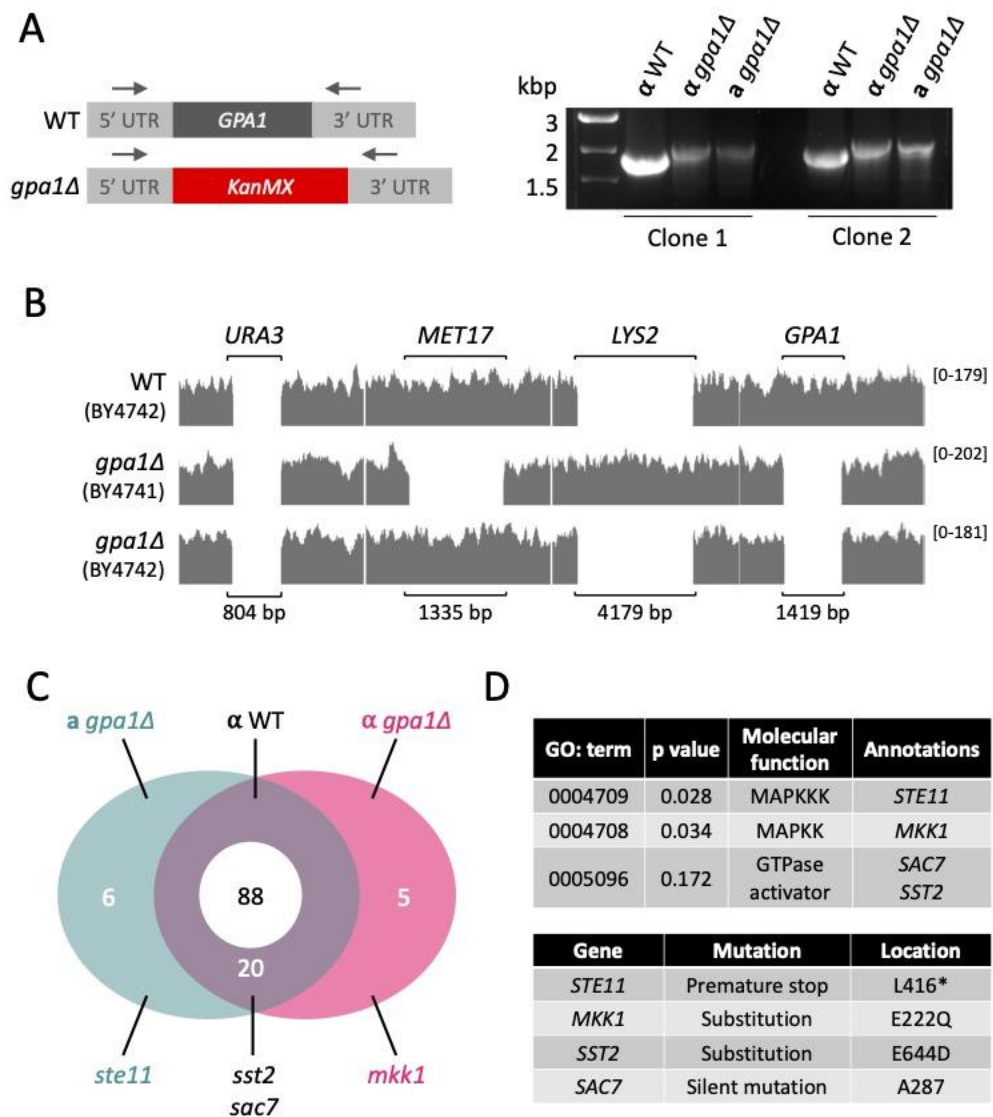 A
WT
5′ UTR GPA1 3′ UTR
gpa1Δ
5′ UTR KanMX 3′ UTR
kbp
α WT
α gpa1Δ
a gpa1Δ
α WT
α gpa1Δ
a gpa1Δ
3
2
1.5
Clone 1 Clone 2
B
URA3 MET17 LYS2 GPA1
WT
(BY4742)
[0-179]
gpa1Δ
(BY4741)
[0-202]
gpa1Δ
(BY4742)
[0-181]
804 bp 1335 bp 4179 bp 1419 bp
C
a gpa1Δ α WT α gpa1Δ
6 88 5
20
ste11 sst2 mkk1
sac7
D
GO: term p value Molecular function Annotations
0004709 0.028 MAPKKK STE11
0004708 0.034 MAPKK MKK1
0005096 0.172 GTPase activator SAC7 SST2
Gene Mutation Location
STE11 Premature stop L416*
MKK1 Substitution E222Q
SST2 Substitution E644D
SAC7 Silent mutation A287